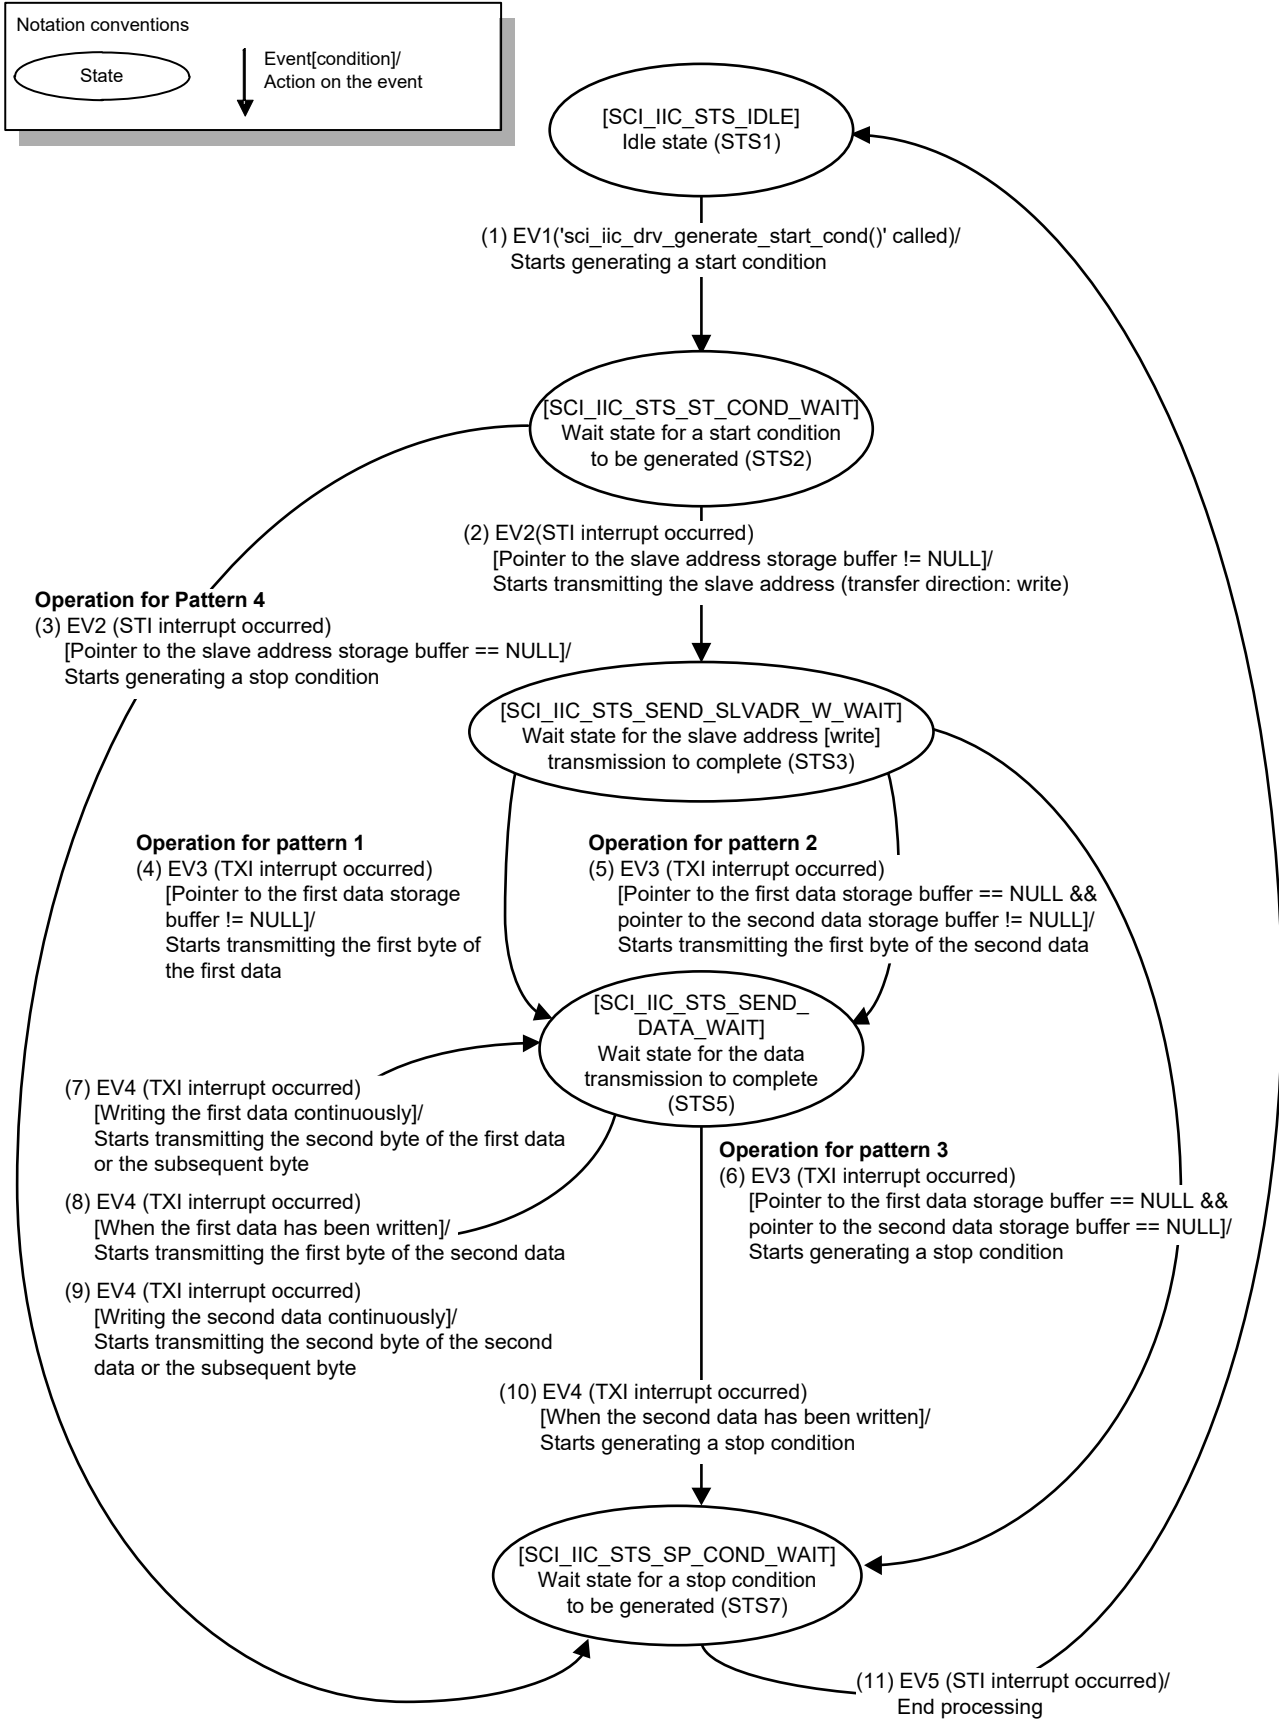 Notation conventions
State
Event[condition]/
Action on the event
[SCI_IIC_STS_IDLE]
Idle state (STS1)
(1) EV1('sci_iic_drv_generate_start_cond()' called)/
Starts generating a start condition
[SCI_IIC_STS_ST_COND_WAIT]
Wait state for a start condition
to be generated (STS2)
(2) EV2(STI interrupt occurred)
[Pointer to the slave address storage buffer != NULL]/
Starts transmitting the slave address (transfer direction: write)
Operation for Pattern 4
(3) EV2 (STI interrupt occurred)
[Pointer to the slave address storage buffer == NULL]/
Starts generating a stop condition
[SCI_IIC_STS_SEND_SLVADR_W_WAIT]
Wait state for the slave address [write]
transmission to complete (STS3)
Operation for pattern 1
(4) EV3 (TXI interrupt occurred)
[Pointer to the first data storage
buffer != NULL]/
Starts transmitting the first byte of
the first data
Operation for pattern 2
(5) EV3 (TXI interrupt occurred)
[Pointer to the first data storage buffer == NULL &&
pointer to the second data storage buffer != NULL]/
Starts transmitting the first byte of the second data
[SCI_IIC_STS_SEND_
DATA_WAIT]
Wait state for the data
transmission to complete
(STS5)
(7) EV4 (TXI interrupt occurred)
[Writing the first data continuously]/
Starts transmitting the second byte of the first data
or the subsequent byte
(8) EV4 (TXI interrupt occurred)
[When the first data has been written]/
Starts transmitting the first byte of the second data
(9) EV4 (TXI interrupt occurred)
[Writing the second data continuously]/
Starts transmitting the second byte of the second
data or the subsequent byte
Operation for pattern 3
(6) EV3 (TXI interrupt occurred)
[Pointer to the first data storage buffer == NULL &&
pointer to the second data storage buffer == NULL]/
Starts generating a stop condition
(10) EV4 (TXI interrupt occurred)
[When the second data has been written]/
Starts generating a stop condition
[SCI_IIC_STS_SP_COND_WAIT]
Wait state for a stop condition
to be generated (STS7)
(11) EV5 (STI interrupt occurred)/
End processing